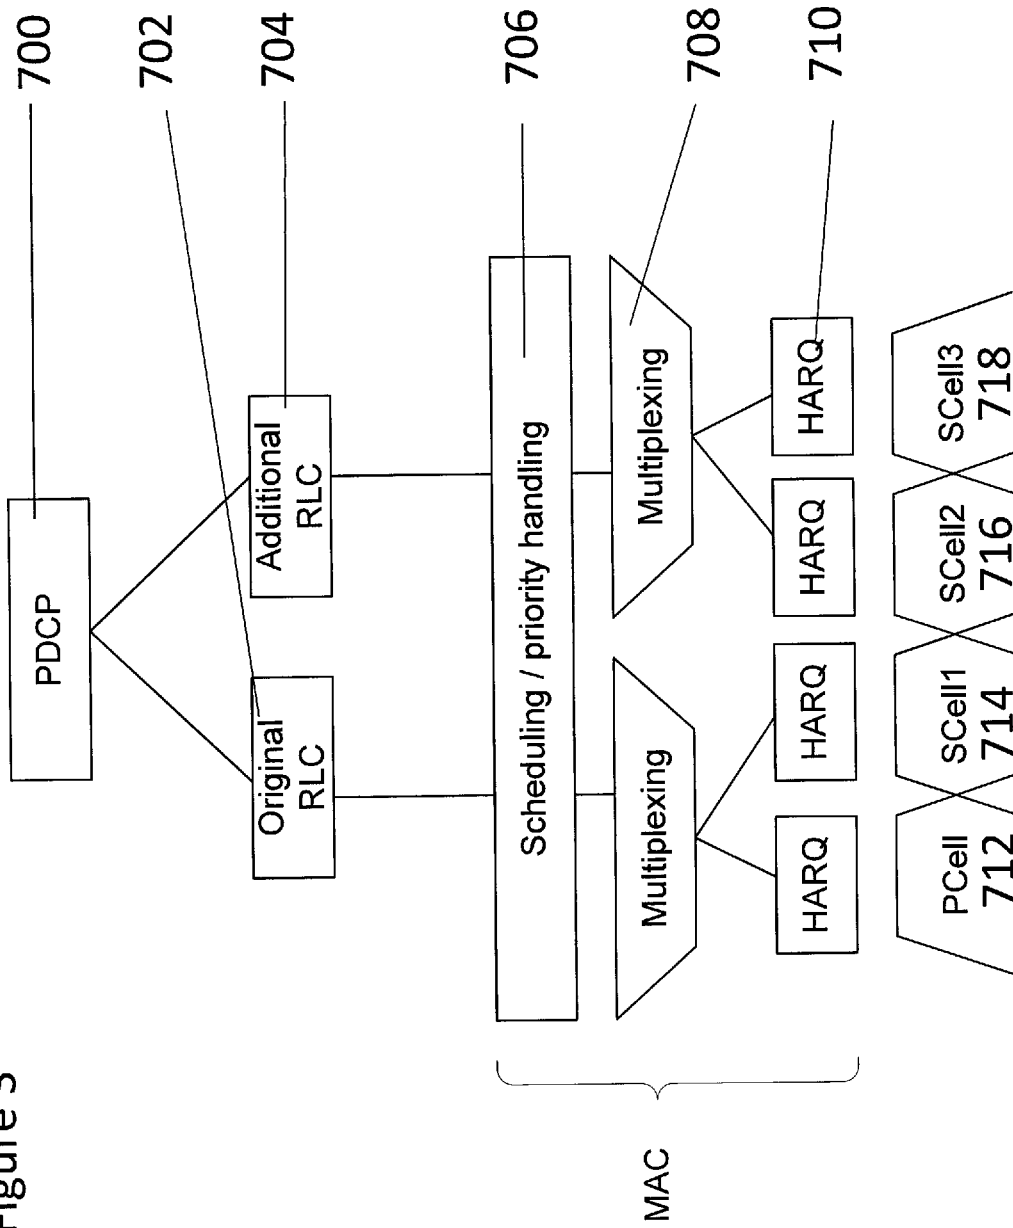 Figure 3
PDCP
700
702
Original
RLC
Additional
RLC
704
Scheduling / priority handling
706
Multiplexing
Multiplexing
708
HARQ
HARQ
HARQ
HARQ
710
MAC
PCell
712
SCell1
714
SCell2
716
SCell3
718